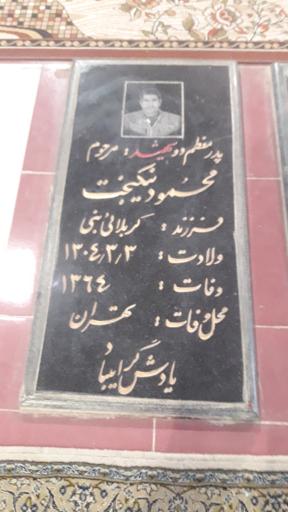 پدر معظم دو شهید : مرحوم
محمود نیکبخت
فرزند : کربلائی نبی
ولادت : ۱۳۰۴٫۳٫۳
وفات : ۱۳۶۴
محل وفات : تهران
یادش گرامیباد